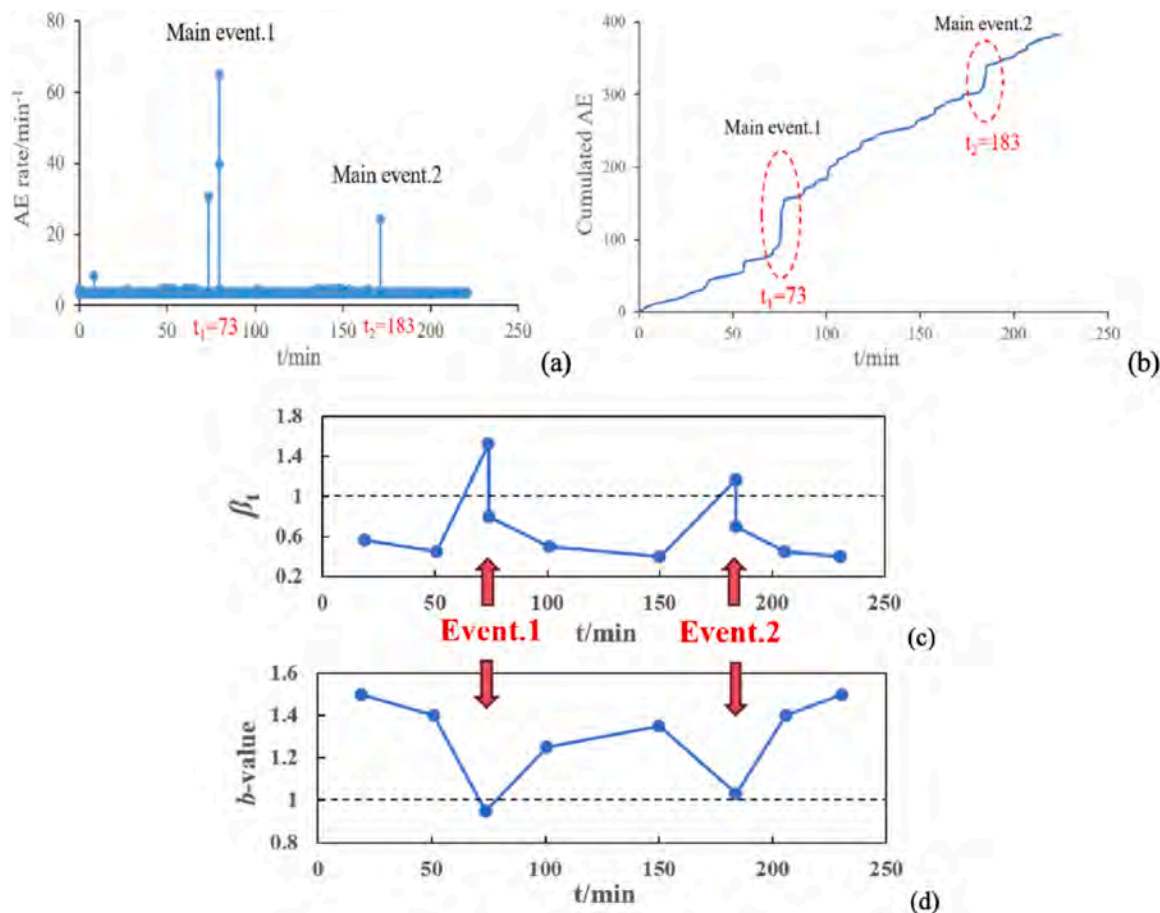 80
60
40
20
0
AE rate/min⁻¹
Main event.1
Main event.2
0 50 100 150 200 250
t₁=73
t₂=183
t/min
(a)
400
300
200
100
0
Cumulated AE
Main event.2
t₂=183
Main event.1
t₁=73
0 50 100 150 200 250
t/min
(b)
1.8
1.4
1
0.6
0.2
βt
0 50 100 150 200 250
Event.1 t/min Event.2
(c)
1.6
1.4
1.2
1
0.8
b-value
0 50 100 150 200 250
t/min
(d)